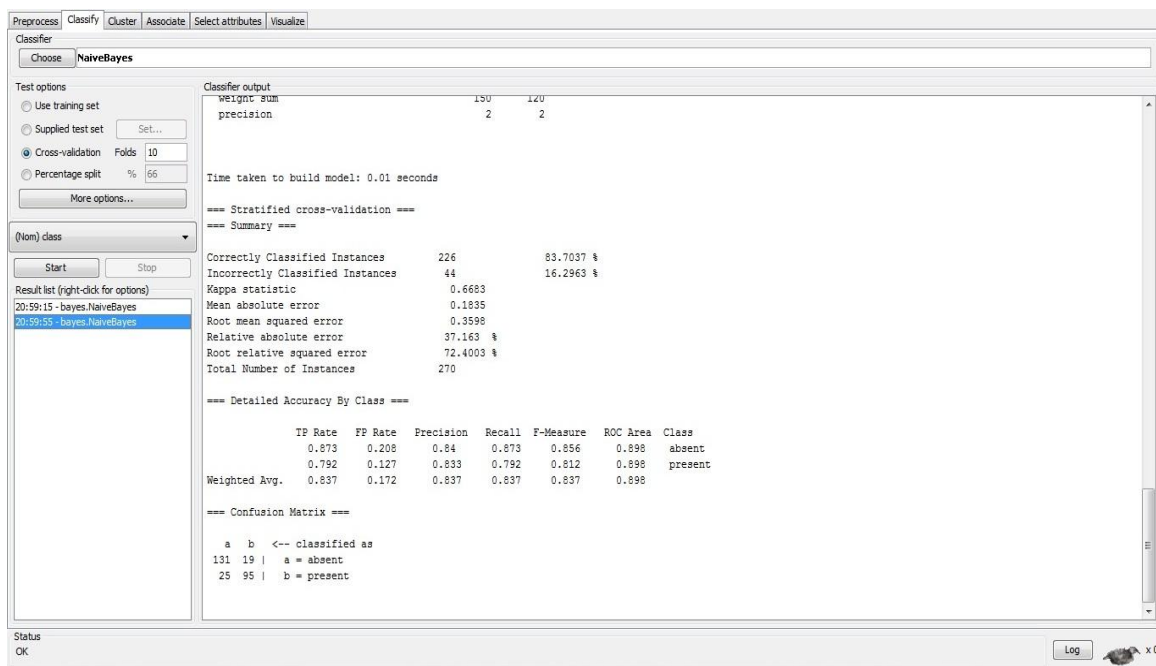 Preprocess Classify Cluster Associate Select attributes Visualize
Classifier
Choose NaiveBayes
Test options
Use training set
Supplied test set Set...
Cross-validation Folds 10
Percentage split % 66
More options...
(Nom) class
Start Stop
Result list (right-click for options)
20:59:15 - bayes.NaiveBayes
20:59:55 - bayes.NaiveBayes
Classifier output
weight sum 150 120
precision 2 2
Time taken to build model: 0.01 seconds
=== Stratified cross-validation ===
=== Summary ===
Correctly Classified Instances 226 83.7037 %
Incorrectly Classified Instances 44 16.2963 %
Kappa statistic 0.6683
Mean absolute error 0.1835
Root mean squared error 0.3598
Relative absolute error 37.163 %
Root relative squared error 72.4003 %
Total Number of Instances 270
=== Detailed Accuracy By Class ===
TP Rate FP Rate Precision Recall F-Measure ROC Area Class
0.873 0.208 0.84 0.873 0.856 0.898 absent
0.792 0.127 0.833 0.792 0.812 0.898 present
Weighted Avg. 0.837 0.172 0.837 0.837 0.837 0.898
=== Confusion Matrix ===
a b <-- classified as
131 19 | a = absent
25 95 | b = present
Status
OK
Log x 0